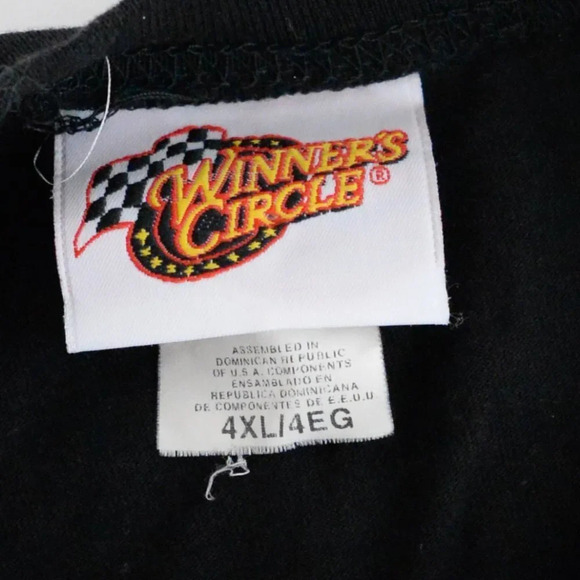 WINNER'S
CIRCLE®
ASSEMBLED IN
DOMINICAN REPUBLIC
OF U.S.A. COMPONENTS
ENSAMBLADO EN
REPUBLICA DOMINICANA
DE COMPONENTES DE E.E.U.U.
4XL/4EG